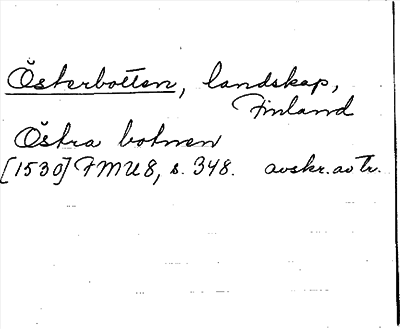 Österbotten, landskap,
Finland
Östra botnen
[1530] FMU 8, s. 348. avskr. av tr.